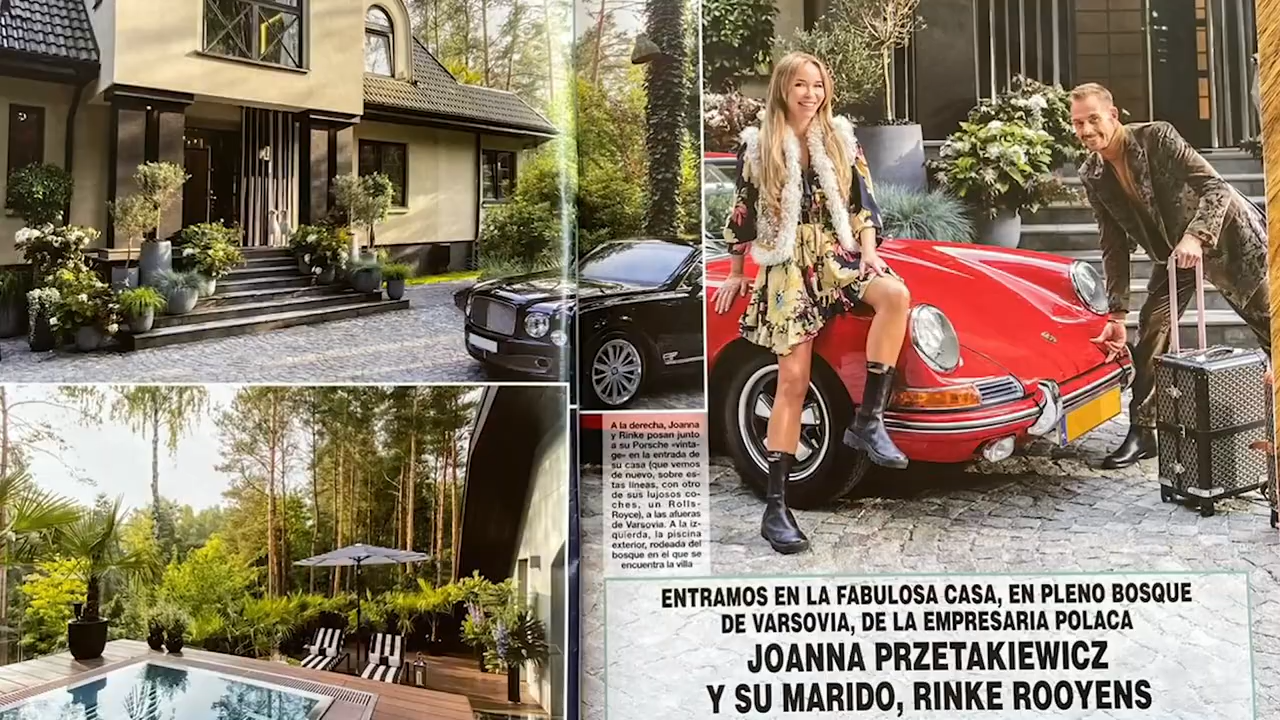 A la derecha, Joanna
y Rinke posan junto
a su Porsche «vinta-
ge» en la entrada de
su casa (que vemos
de nuevo, sobre es-
tas líneas, con otro
de sus lujosos co-
ches, un Rolls-
Royce), a las afueras
de Varsovia. A la iz-
quierda, la piscina
exterior, rodeada del
bosque en el que se
encuentra la villa
ENTRAMOS EN LA FABULOSA CASA, EN PLENO BOSQUE
DE VARSOVIA, DE LA EMPRESARIA POLACA
JOANNA PRZETAKIEWICZ
Y SU MARIDO, RINKE ROOYENS